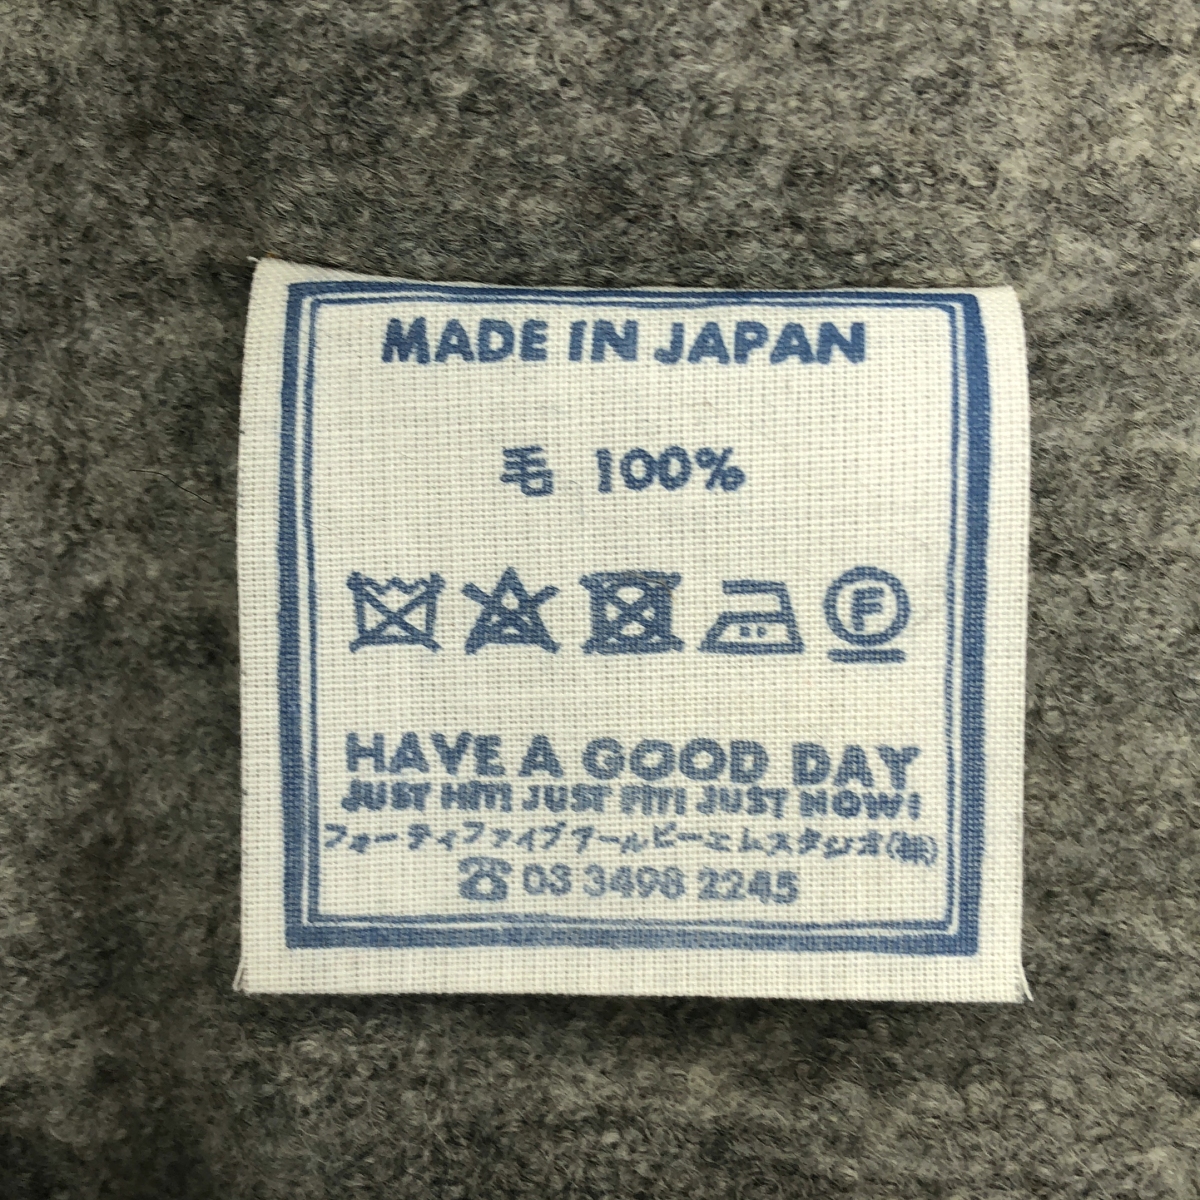 MADE IN JAPAN
毛 100%
F
HAVE A GOOD DAY
JUST HIT! JUST FIT! JUST NOW!
フォーティファイブアールピーエムスタジオ(株)
☎ 03 3498 2245